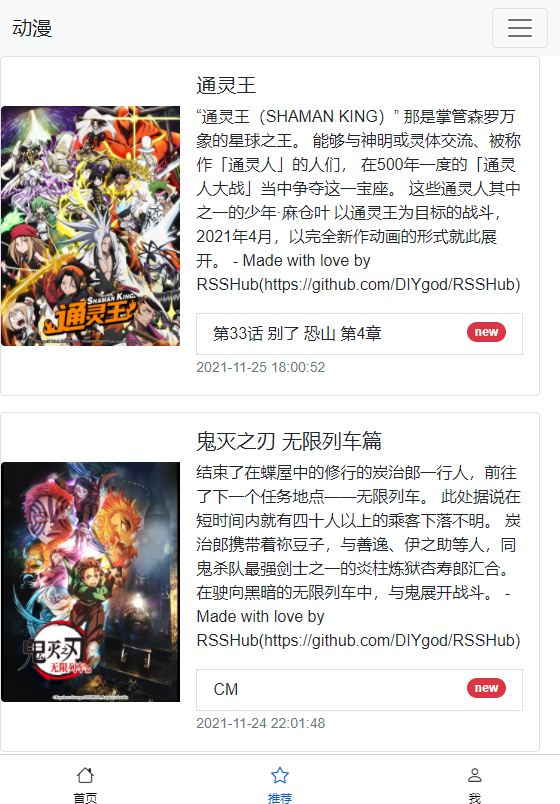 动漫
通灵王
“通灵王（SHAMAN KING）” 那是掌管森罗万
象的星球之王。 能够与神明或灵体交流、被称
作「通灵人」的人们， 在500年一度的「通灵
人大战」当中争夺这一宝座。 这些通灵人其中
之一的少年·麻仓叶 以通灵王为目标的战斗，
2021年4月，以完全新作动画的形式就此展
开。 - Made with love by
RSSHub(https://github.com/DIYgod/RSSHub)
SHAMAN KING
通灵王
第33话 别了 恐山 第4章
new
2021-11-25 18:00:52
鬼灭之刃 无限列车篇
结束了在蝶屋中的修行的炭治郎一行人，前往
了下一个任务地点——无限列车。 此处据说在
短时间内就有四十人以上的乘客下落不明。 炭
治郎携带着祢豆子，与善逸、伊之助等人，同
鬼杀队最强剑士之一的炎柱炼狱杏寿郎汇合。
在驶向黑暗的无限列车中，与鬼展开战斗。 -
Made with love by
RSSHub(https://github.com/DIYgod/RSSHub)
鬼灭之刃
无限列车篇
CM
new
2021-11-24 22:01:48
首页
推荐
我